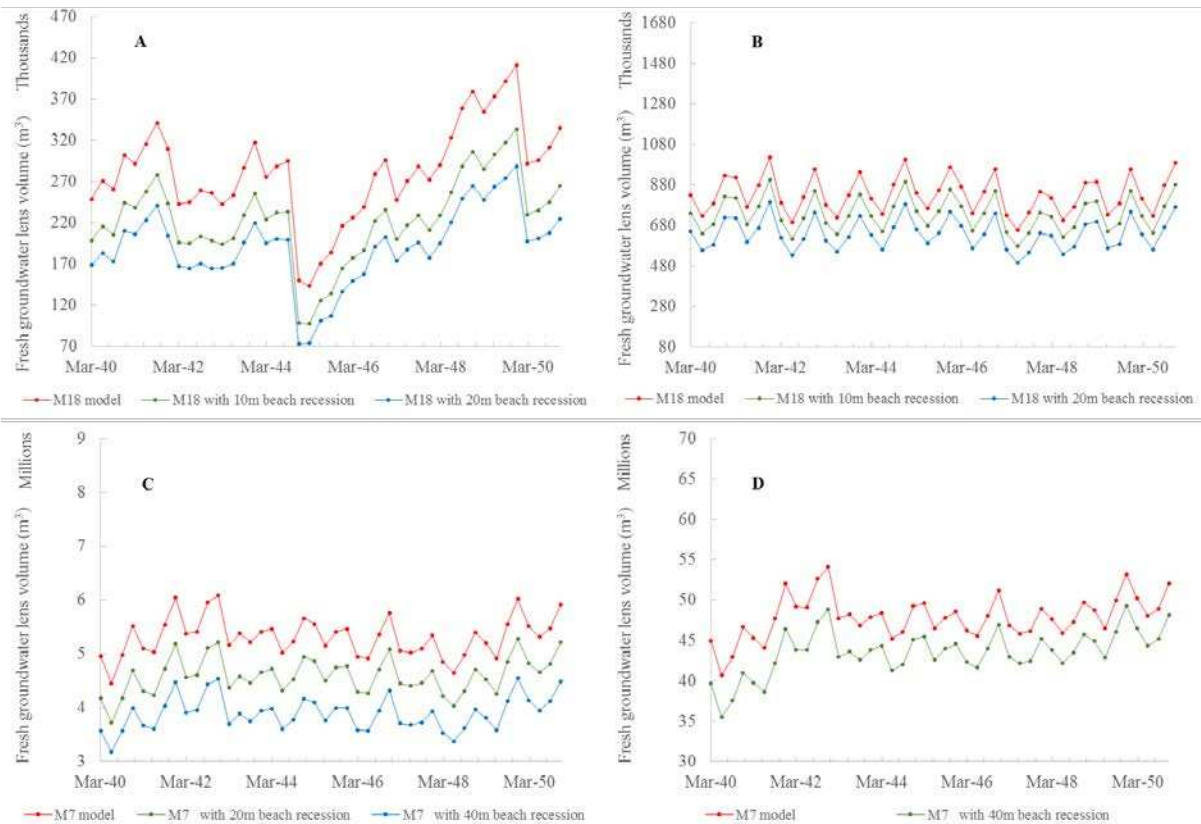 Fresh groundwater lens volume (m³) Thousands
A
470
420
370
320
270
220
170
120
70
Mar-40 Mar-42 Mar-44 Mar-46 Mar-48 Mar-50
M18 model M18 with 10m beach recession M18 with 20m beach recession
Fresh groundwater lens volume (m³) Thousands
B
1680
1480
1280
1080
880
680
480
280
80
Mar-40 Mar-42 Mar-44 Mar-46 Mar-48 Mar-50
M18 model M18 with 10m beach recession M18 with 20m beach recession
Fresh groundwater lens volume (m³) Millions
C
9
8
7
6
5
4
3
Mar-40 Mar-42 Mar-44 Mar-46 Mar-48 Mar-50
M7 model M7 with 20m beach recession M7 with 40m beach recession
Fresh groundwater lens volume (m³) Millions
D
70
65
60
55
50
45
40
35
30
Mar-40 Mar-42 Mar-44 Mar-46 Mar-48 Mar-50
M7 model M7 with 40m beach recession